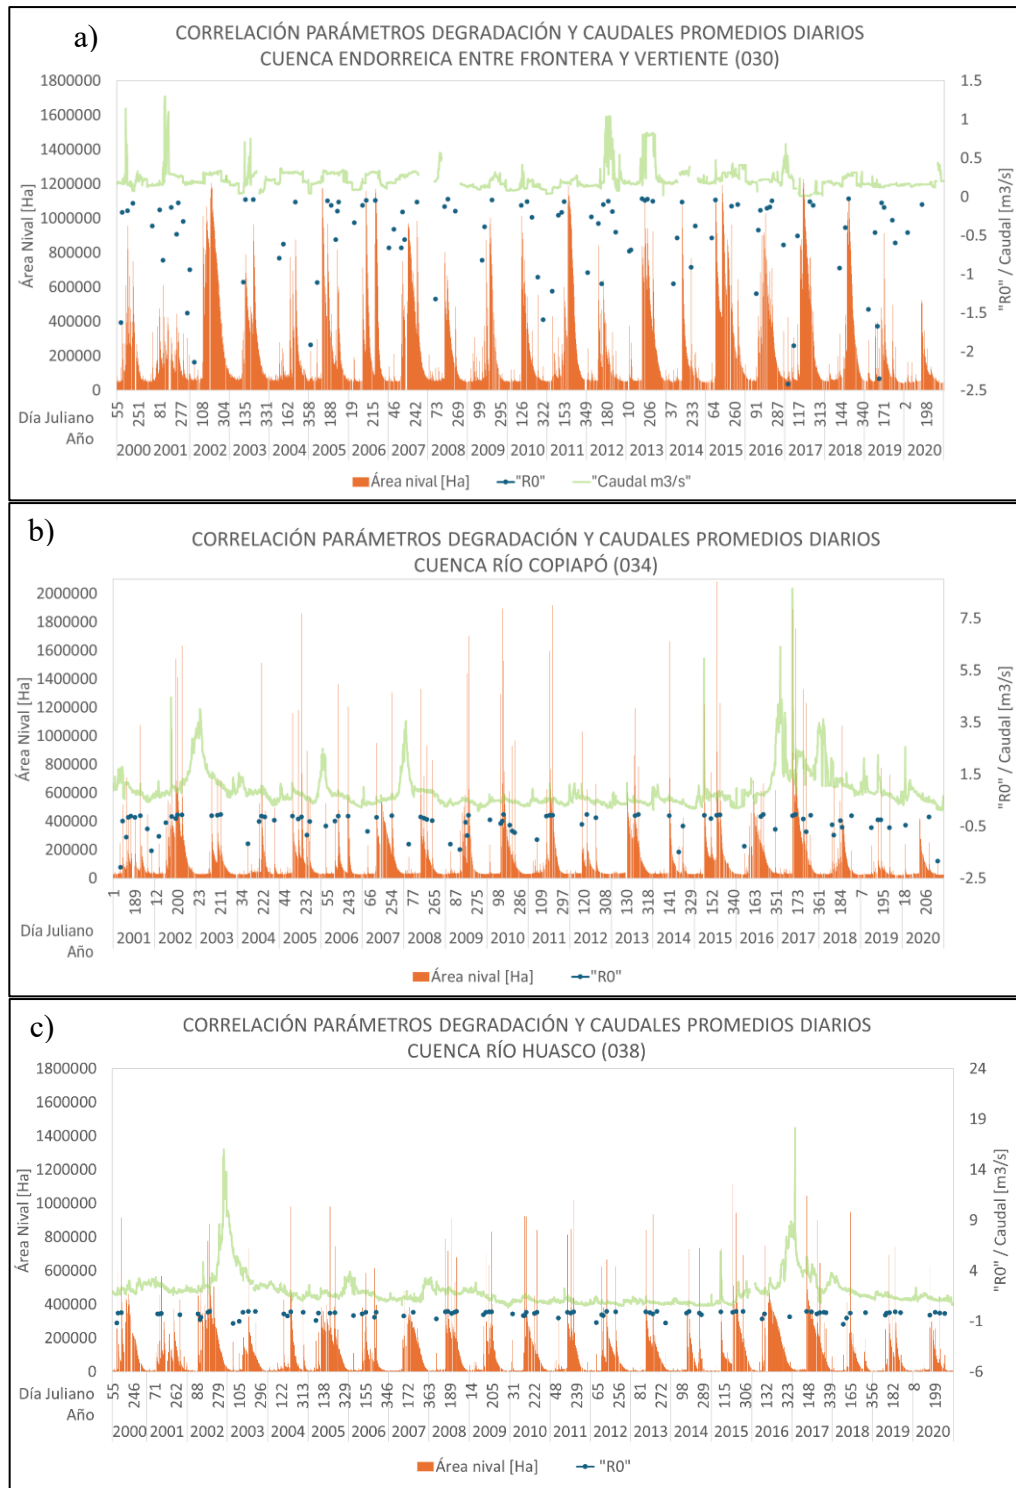 a)
CORRELACIÓN PARÁMETROS DEGRADACIÓN Y CAUDALES PROMEDIOS DIARIOS
CUENCA ENDORREICA ENTRE FRONTERA Y VERTIENTE (030)
1800000
1600000
1400000
1200000
1000000
800000
600000
400000
200000
0
Área Nival [Ha]
1.5
1
0.5
0
-0.5
-1
-1.5
-2
-2.5
"R0" / Caudal [m3/s]
Día Juliano
55 251 81 277 108 304 135 331 162 358 188 19 215 46 242 73 269 99 295 126 322 153 349 180 10 206 37 233 64 260 91 287 117 313 144 340 171 2 198
Año
2000 2001 2002 2003 2004 2005 2006 2007 2008 2009 2010 2011 2012 2013 2014 2015 2016 2017 2018 2019 2020
Área nival [Ha] "R0" "Caudal m3/s"
b)
CORRELACIÓN PARÁMETROS DEGRADACIÓN Y CAUDALES PROMEDIOS DIARIOS
CUENCA RÍO COPIAPÓ (034)
2000000
1800000
1600000
1400000
1200000
1000000
800000
600000
400000
200000
0
Área Nival [Ha]
7.5
5.5
3.5
1.5
-0.5
-2.5
"R0" / Caudal [m3/s]
1 189 12 200 23 211 34 222 44 232 55 243 66 254 77 265 87 275 98 286 109 297 120 308 130 318 141 329 152 340 163 351 173 361 184 7 195 18 206
Día Juliano
Año
2001 2002 2003 2004 2005 2006 2007 2008 2009 2010 2011 2012 2013 2014 2015 2016 2017 2018 2019 2020
Área nival [Ha] "R0"
c)
CORRELACIÓN PARÁMETROS DEGRADACIÓN Y CAUDALES PROMEDIOS DIARIOS
CUENCA RÍO HUASCO (038)
1800000
1600000
1400000
1200000
1000000
800000
600000
400000
200000
0
Área Nival [Ha]
24
19
14
9
4
-1
-6
"R0" / Caudal [m3/s]
Día Juliano
55 246 71 262 88 279 105 296 122 313 138 329 155 346 172 363 189 14 205 31 222 48 239 65 256 81 272 98 289 115 306 132 323 148 339 165 356 182 8 199
Año
2000 2001 2002 2003 2004 2005 2006 2007 2008 2009 2010 2011 2012 2013 2014 2015 2016 2017 2018 2019 2020
Área nival [Ha] "R0"